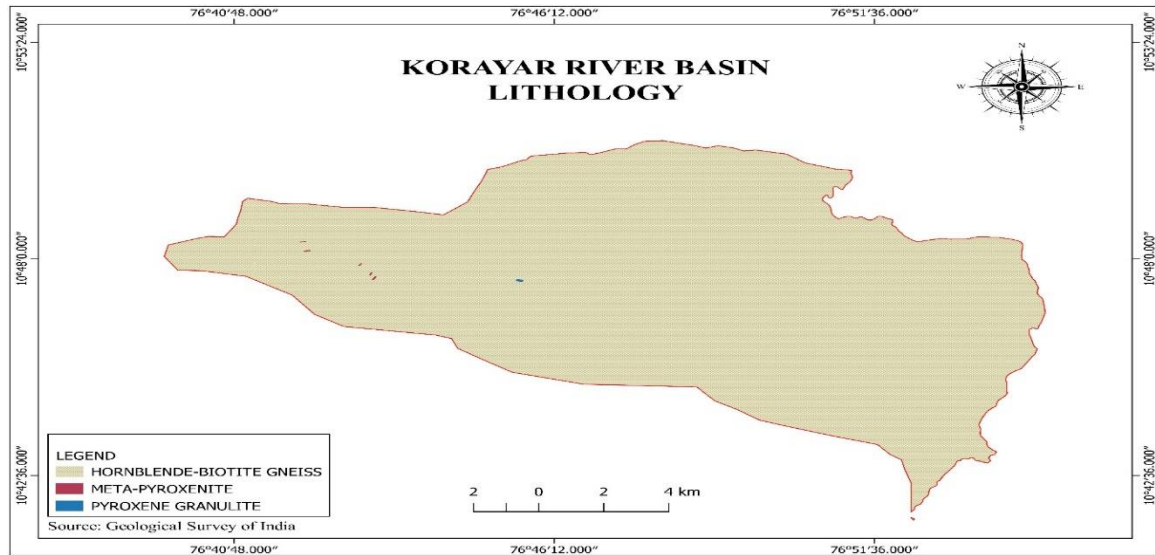 76°40'48.000"
76°46'12.000"
76°51'36.000"
10°53'24.000"
10°53'24.000"
KORAYAR RIVER BASIN
LITHOLOGY
N
W
E
S
10°48'0.000"
10°48'0.000"
10°42'36.000"
10°42'36.000"
LEGEND
HORNBLENDE-BIOTITE GNEISS
META-PYROXENITE
PYROXENE GRANULITE
Source: Geological Survey of India
2 0 2 4 km
76°40'48.000"
76°46'12.000"
76°51'36.000"